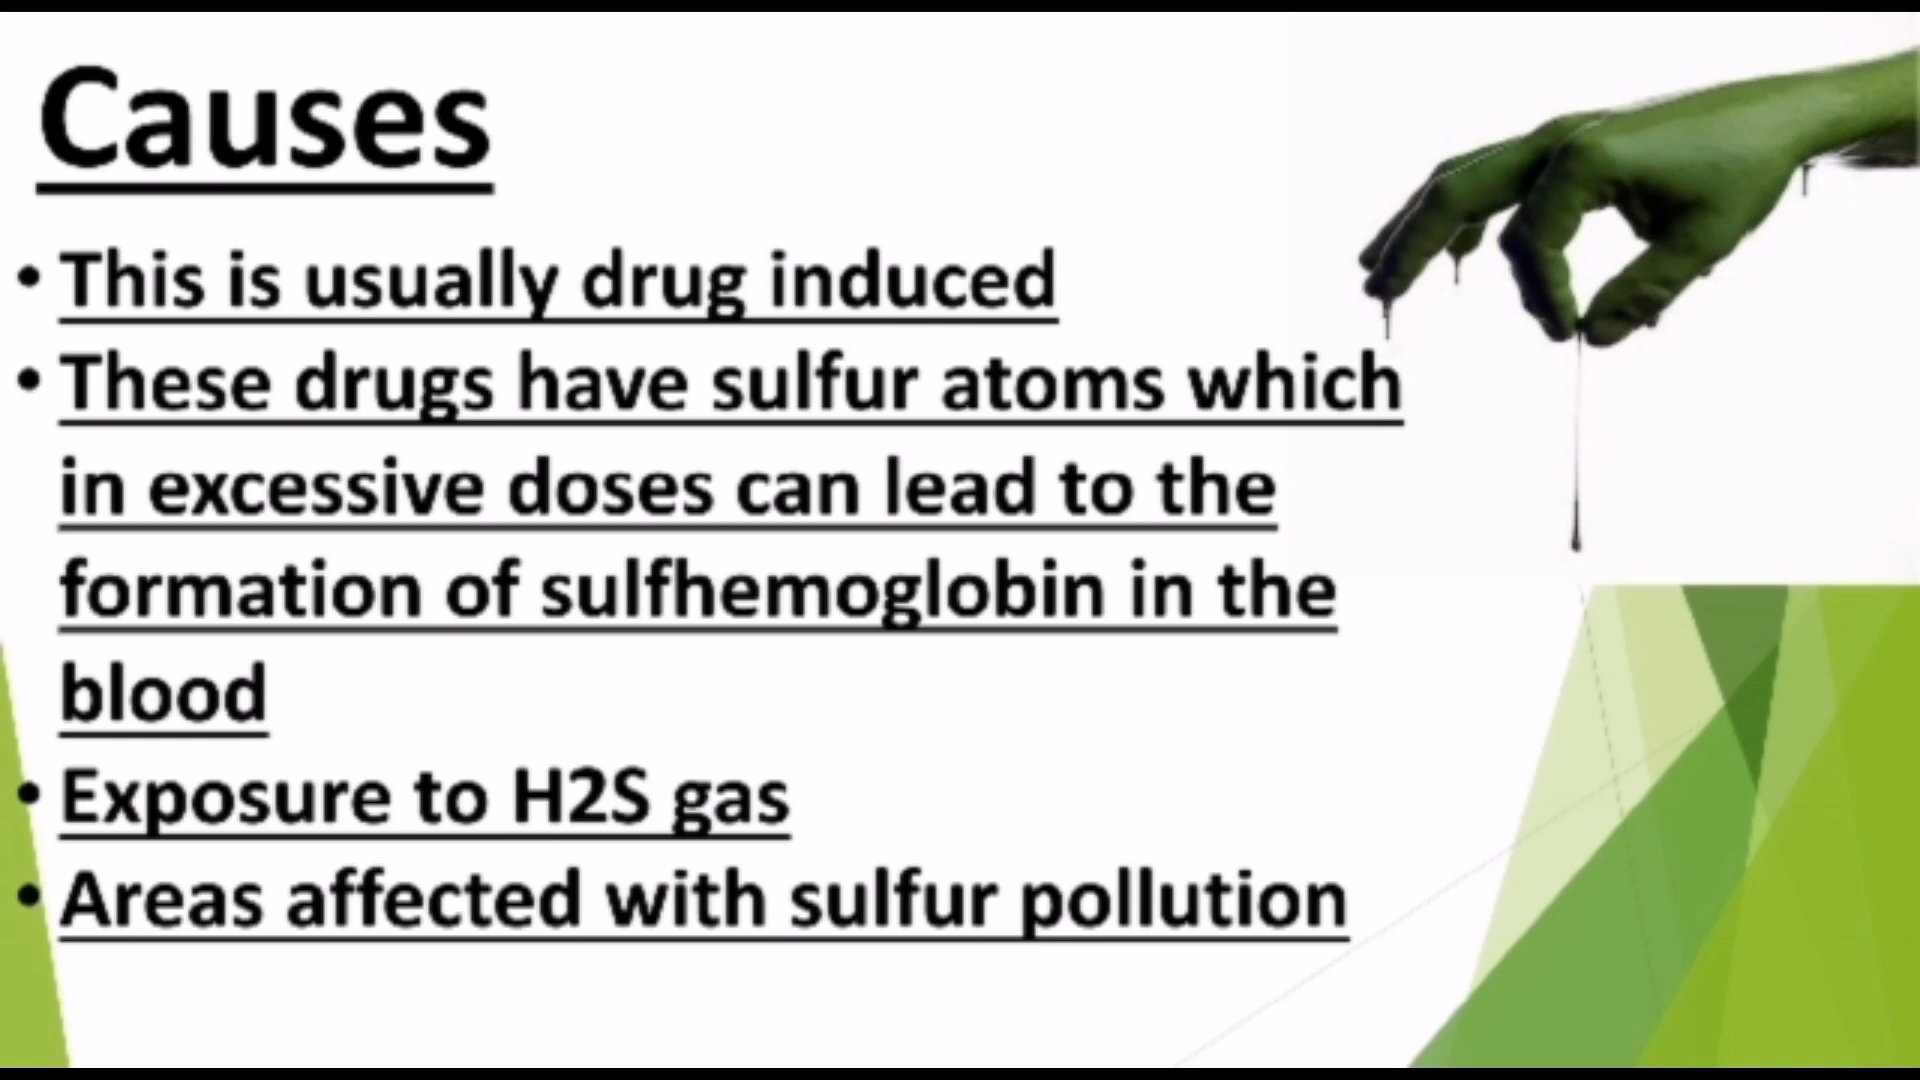 Causes
• This is usually drug induced
• These drugs have sulfur atoms which
in excessive doses can lead to the
formation of sulfhemoglobin in the
blood
• Exposure to H2S gas
• Areas affected with sulfur pollution